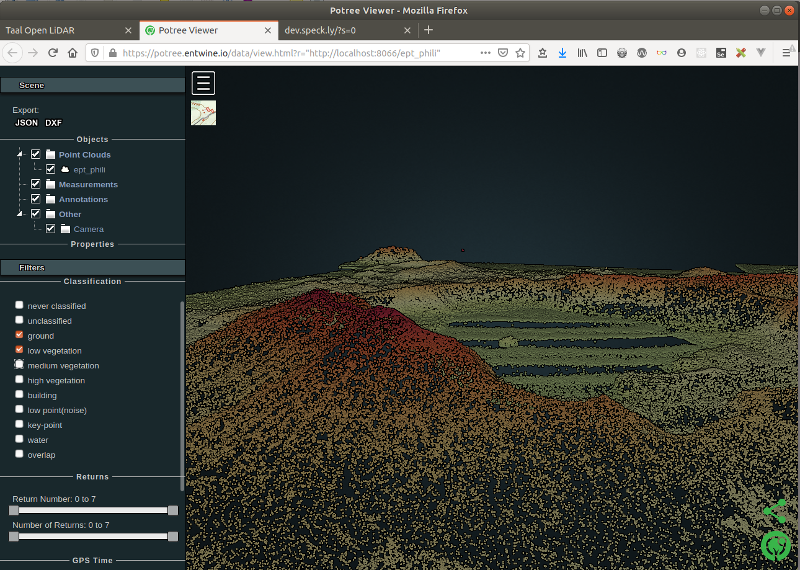 Potree Viewer - Mozilla Firefox
Taal Open LiDAR
Potree Viewer
dev.speck.ly/?s=0
https://potree.entwine.io/data/view.html?r="http://localhost:8066/ept_phili"
Scene
Export:
JSON DXF
Objects
Point Clouds
ept_phili
Measurements
Annotations
Other
Camera
Properties
Filters
Classification
never classified
unclassified
ground
low vegetation
medium vegetation
high vegetation
building
low point(noise)
key-point
water
overlap
Returns
Return Number: 0 to 7
Number of Returns: 0 to 7
GPS Time